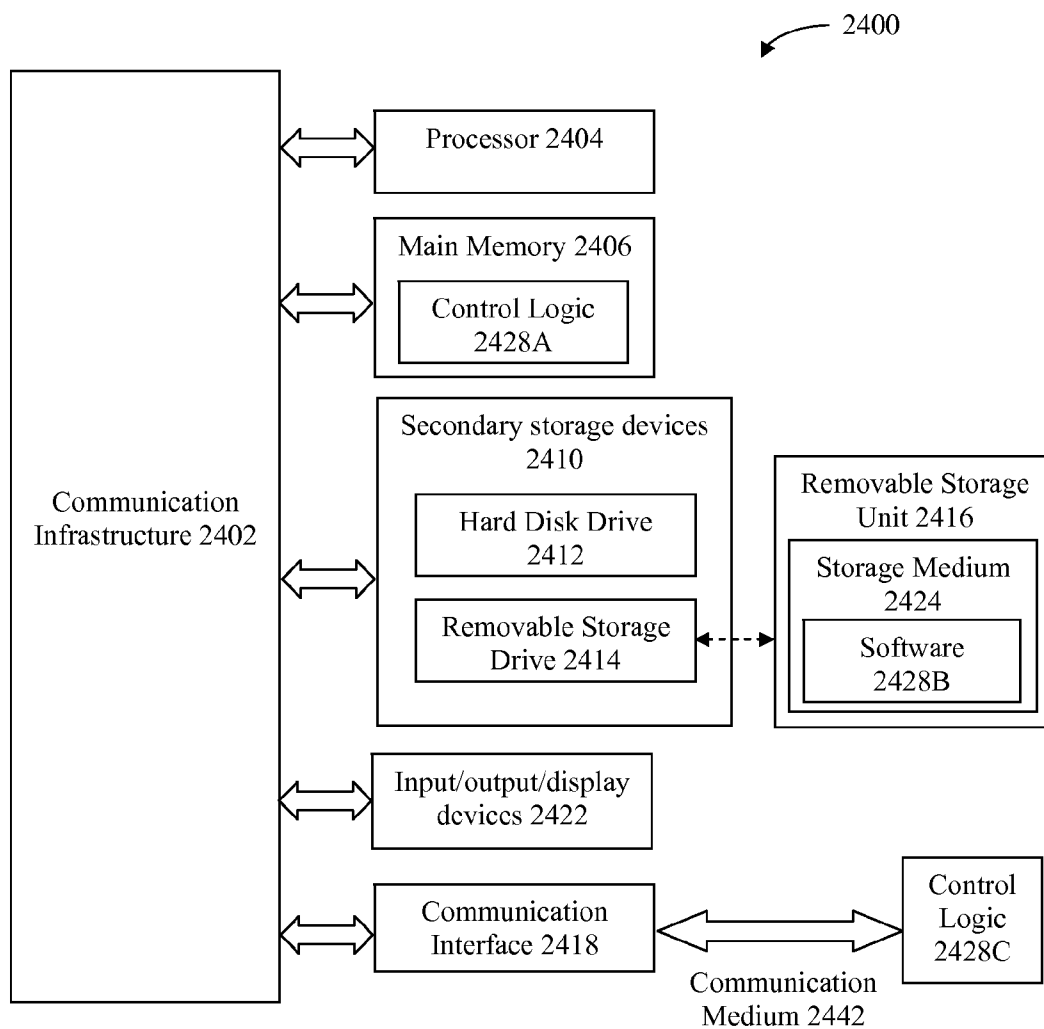 2400
Processor 2404
Main Memory 2406
Control Logic
2428A
Communication
Infrastructure 2402
Secondary storage devices
2410
Hard Disk Drive
2412
Removable Storage
Drive 2414
Removable Storage
Unit 2416
Storage Medium
2424
Software
2428B
Input/output/display
devices 2422
Communication
Interface 2418
Communication
Medium 2442
Control
Logic
2428C